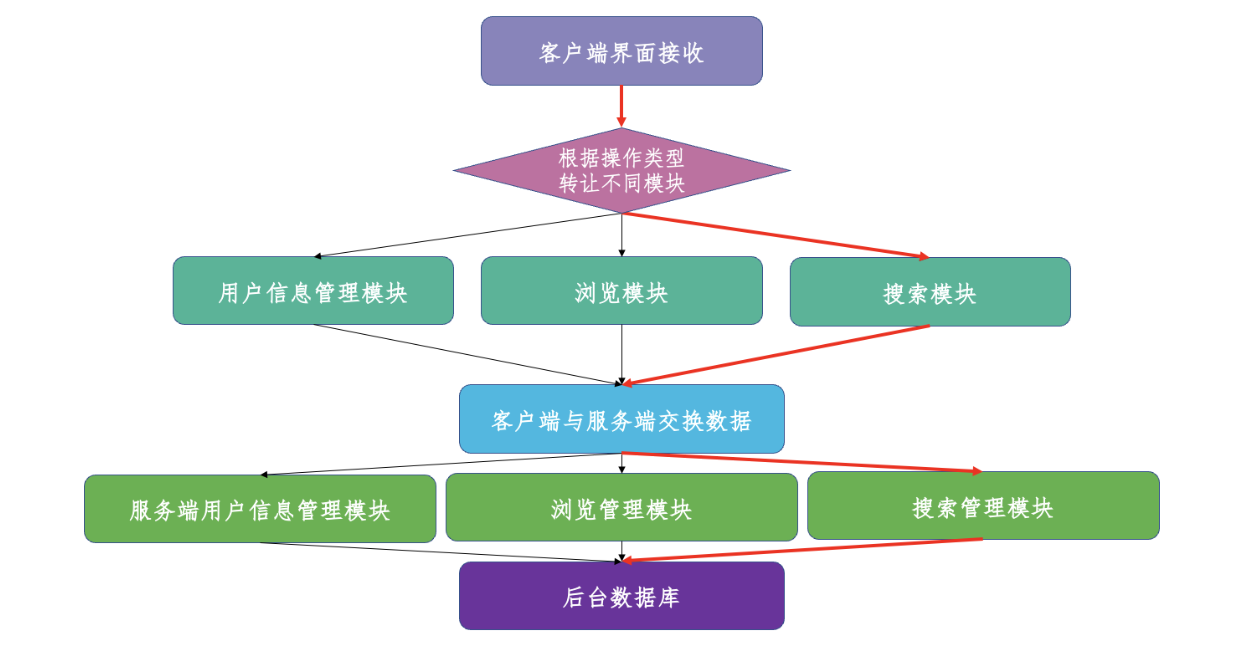 客户端界面接收
根据操作类型
转让不同模块
用户信息管理模块
浏览模块
搜索模块
客户端与服务端交换数据
服务端用户信息管理模块
浏览管理模块
搜索管理模块
后台数据库